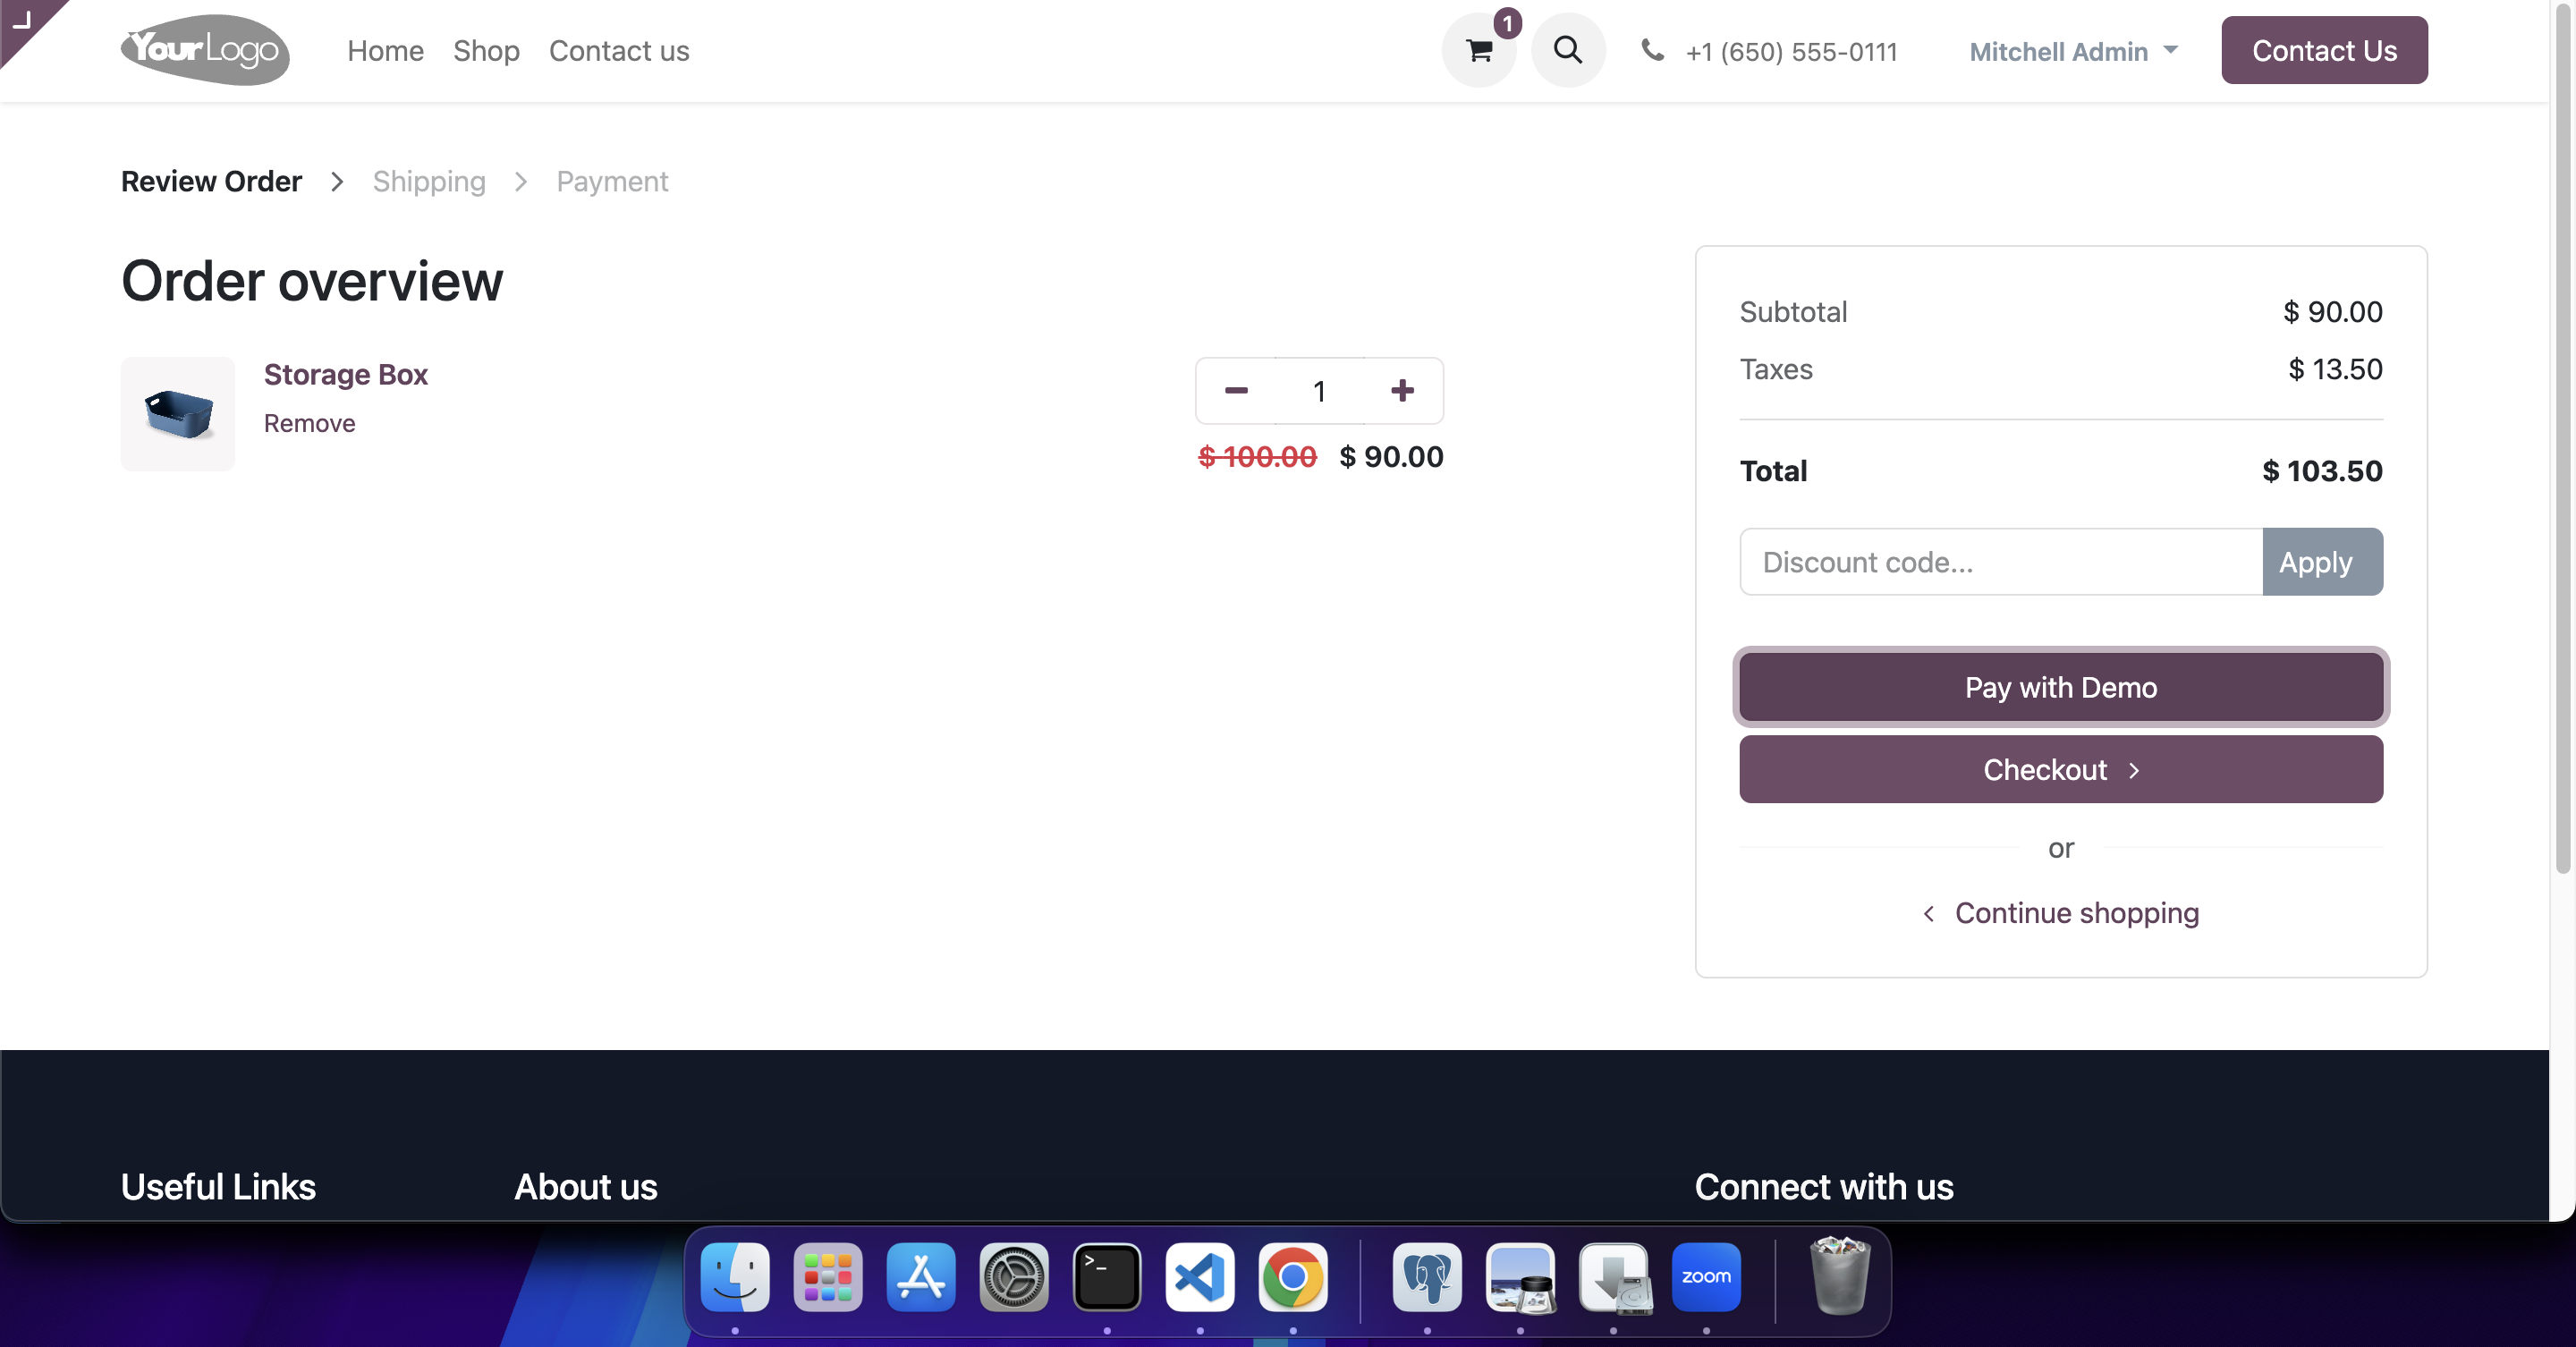 YourLogo
Home
Shop
Contact us
1
+1 (650) 555-0111
Mitchell Admin
Contact Us
Review Order
Shipping
Payment
Order overview
Storage Box
Remove
1
$ 100.00 $ 90.00
Subtotal $ 90.00
Taxes $ 13.50
Total $ 103.50
Discount code... Apply
Pay with Demo
Checkout
or
Continue shopping
Useful Links
About us
Connect with us
>_
zoom